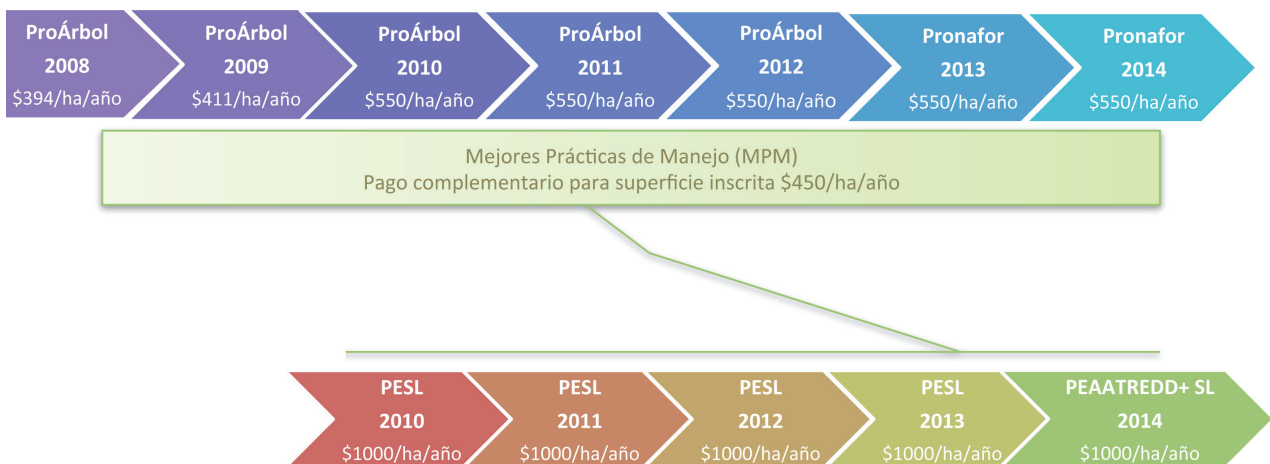 ProÁrbol
2008
$394/ha/año
ProÁrbol
2009
$411/ha/año
ProÁrbol
2010
$550/ha/año
ProÁrbol
2011
$550/ha/año
ProÁrbol
2012
$550/ha/año
Pronafor
2013
$550/ha/año
Pronafor
2014
$550/ha/año
Mejores Prácticas de Manejo (MPM)
Pago complementario para superficie inscrita $450/ha/año
PESL
2010
$1000/ha/año
PESL
2011
$1000/ha/año
PESL
2012
$1000/ha/año
PESL
2013
$1000/ha/año
PEAATREDD+ SL
2014
$1000/ha/año